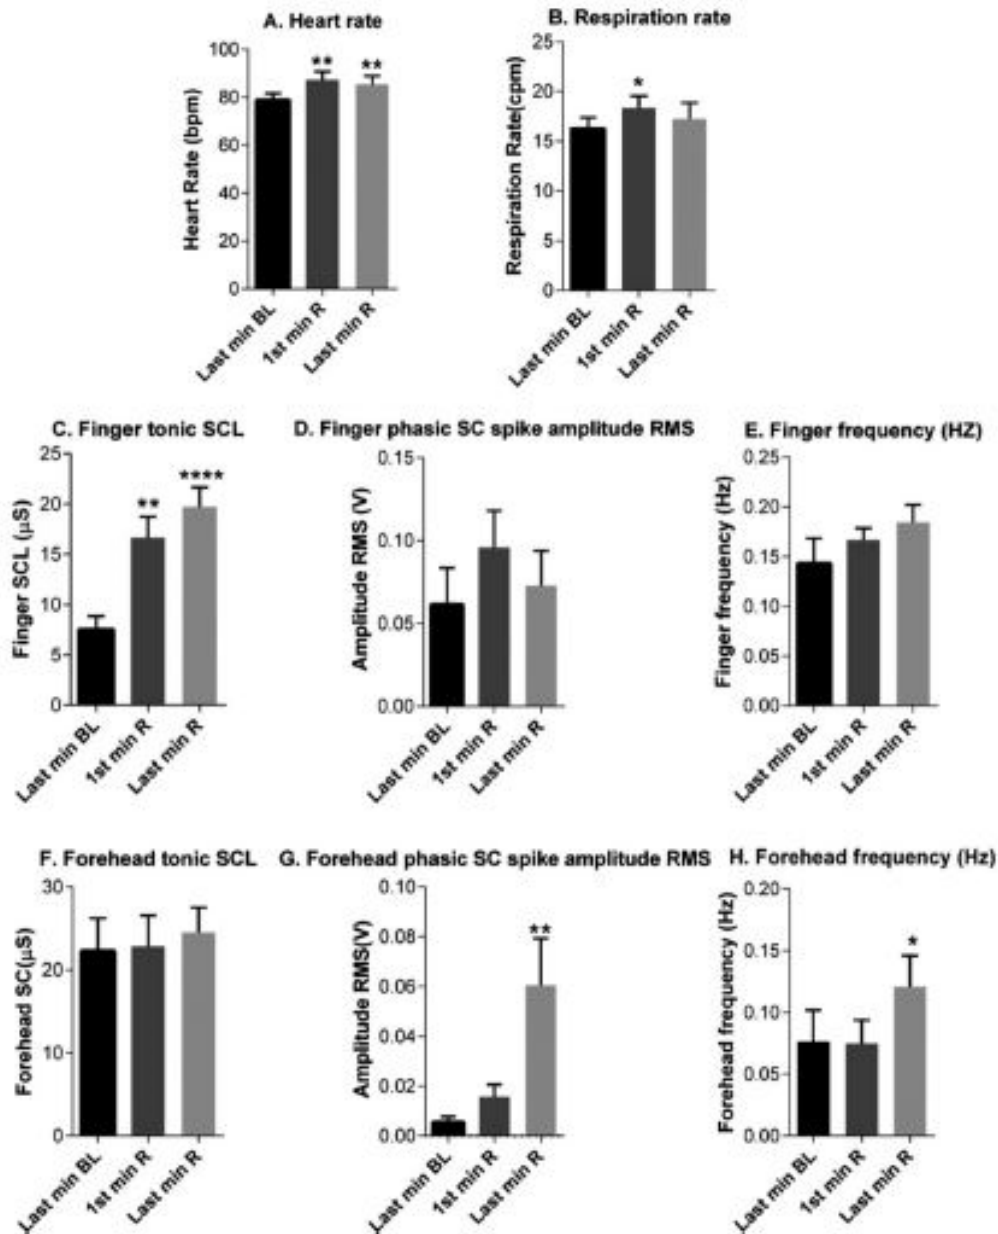 A. Heart rate
Heart Rate (bpm)
100
80
60
40
20
0
** **
Last min BL
1st min R
Last min R
B. Respiration rate
Respiration Rate(cpm)
25
20
15
10
5
0
*
Last min BL
1st min R
Last min R
C. Finger tonic SCL
Finger SCL (µS)
25
20
15
10
5
0
** ****
Last min BL
1st min R
Last min R
D. Finger phasic SC spike amplitude RMS
Amplitude RMS (V)
0.15
0.10
0.05
0.00
Last min BL
1st min R
Last min R
E. Finger frequency (HZ)
Finger frequency (Hz)
0.25
0.20
0.15
0.10
0.05
0.00
Last min BL
1st min R
Last min R
F. Forehead tonic SCL
Forehead SC(µS)
30
20
10
0
Last min BL
1st min R
Last min R
G. Forehead phasic SC spike amplitude RMS
Amplitude RMS(V)
0.10
0.08
0.06
0.04
0.02
0.00
**
Last min BL
1st min R
Last min R
H. Forehead frequency (Hz)
Forehead frequency (Hz)
0.20
0.15
0.10
0.05
0.00
*
Last min BL
1st min R
Last min R